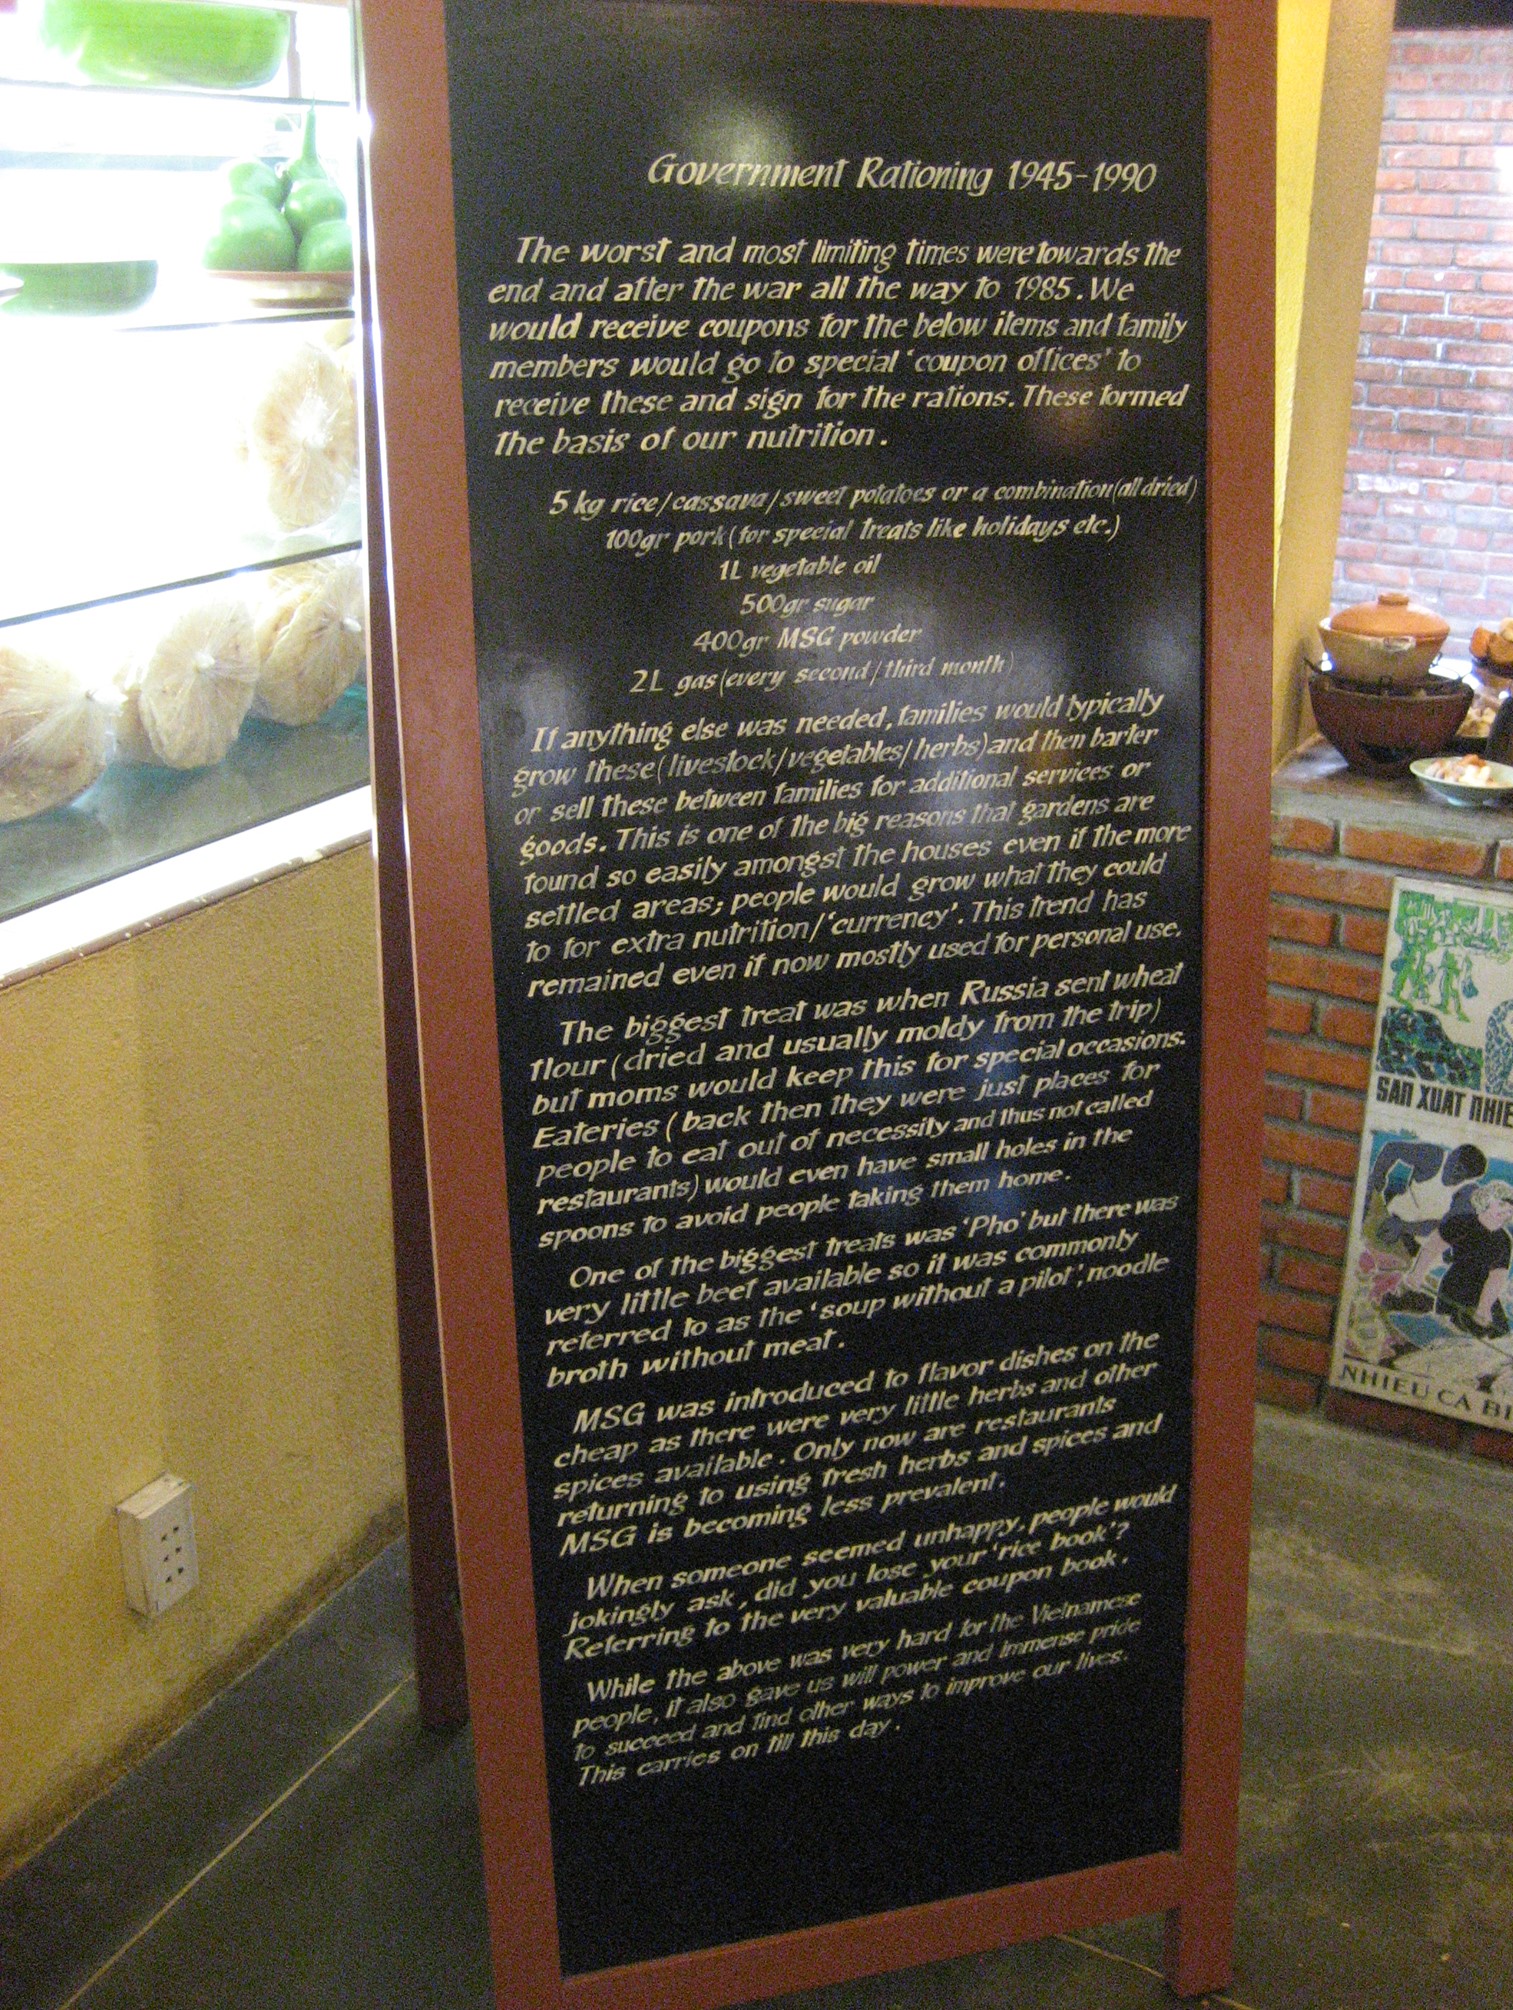 Government Rationing 1945-1990
The worst and most limiting times were towards the
end and after the war all the way to 1985. We
would receive coupons for the below items and family
members would go to special 'coupon offices' to
receive these and sign for the rations. These formed
the basis of our nutrition.
5 kg rice/cassava/sweet potatoes or a combination (all dried)
100gr pork (for special treats like holidays etc.)
1L vegetable oil
500gr sugar
400gr MSG powder
2L gas (every second/third month)
If anything else was needed, families would typically
grow these (livestock/vegetables/herbs) and then barter
or sell these between families for additional services or
goods. This is one of the big reasons that gardens are
found so easily amongst the houses even if the more
settled areas; people would grow what they could
to for extra nutrition/'currency'. This trend has
remained even if now mostly used for personal use.
The biggest treat was when Russia sent wheat
flour (dried and usually moldy from the trip)
but moms would keep this for special occasions.
Eateries (back then they were just places for
people to eat out of necessity and thus not called
restaurants) would even have small holes in the
spoons to avoid people taking them home.
One of the biggest treats was 'Pho' but there was
very little beef available so it was commonly
referred to as the 'soup without a pilot', noodle
broth without meat.
MSG was introduced to flavor dishes on the
cheap as there were very little herbs and other
spices available. Only now are restaurants
returning to using fresh herbs and spices and
MSG is becoming less prevalent.
When someone seemed unhappy, people would
jokingly ask, did you lose your 'rice book'?
Referring to the very valuable coupon book.
While the above was very hard for the Vietnamese
people, it also gave us will power and immense pride
to succeed and find other ways to improve our lives.
This carries on till this day.
SAN XUAT NHIE
NHIEU CA BI